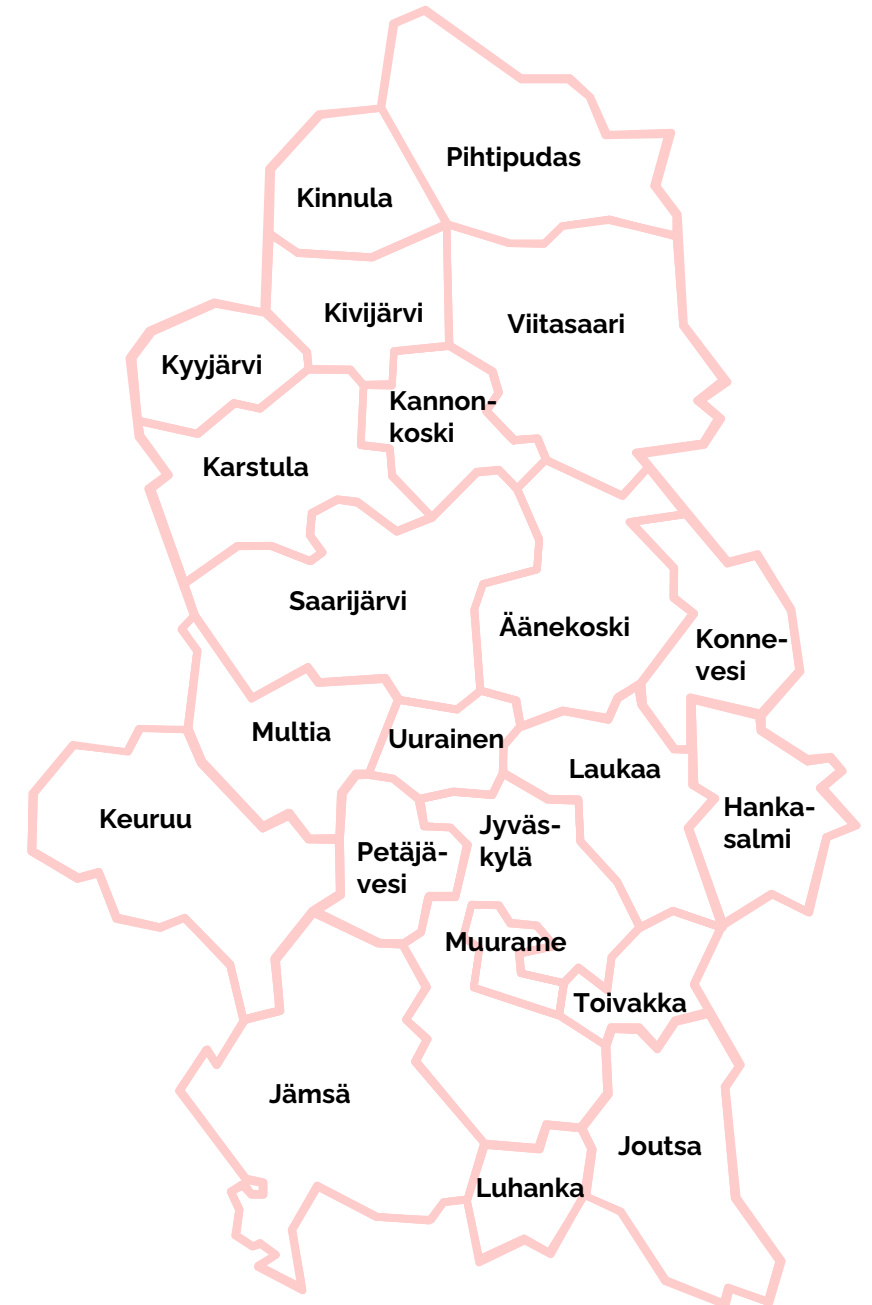 Pihtipudas
Kinnula
Kivijärvi
Viitasaari
Kyyjärvi
Kannon-
koski
Karstula
Saarijärvi
Äänekoski
Konne-
vesi
Multia
Uurainen
Laukaa
Keuruu
Hanka-
salmi
Jyväs-
kylä
Petäjä-
vesi
Muurame
Toivakka
Jämsä
Joutsa
Luhanka